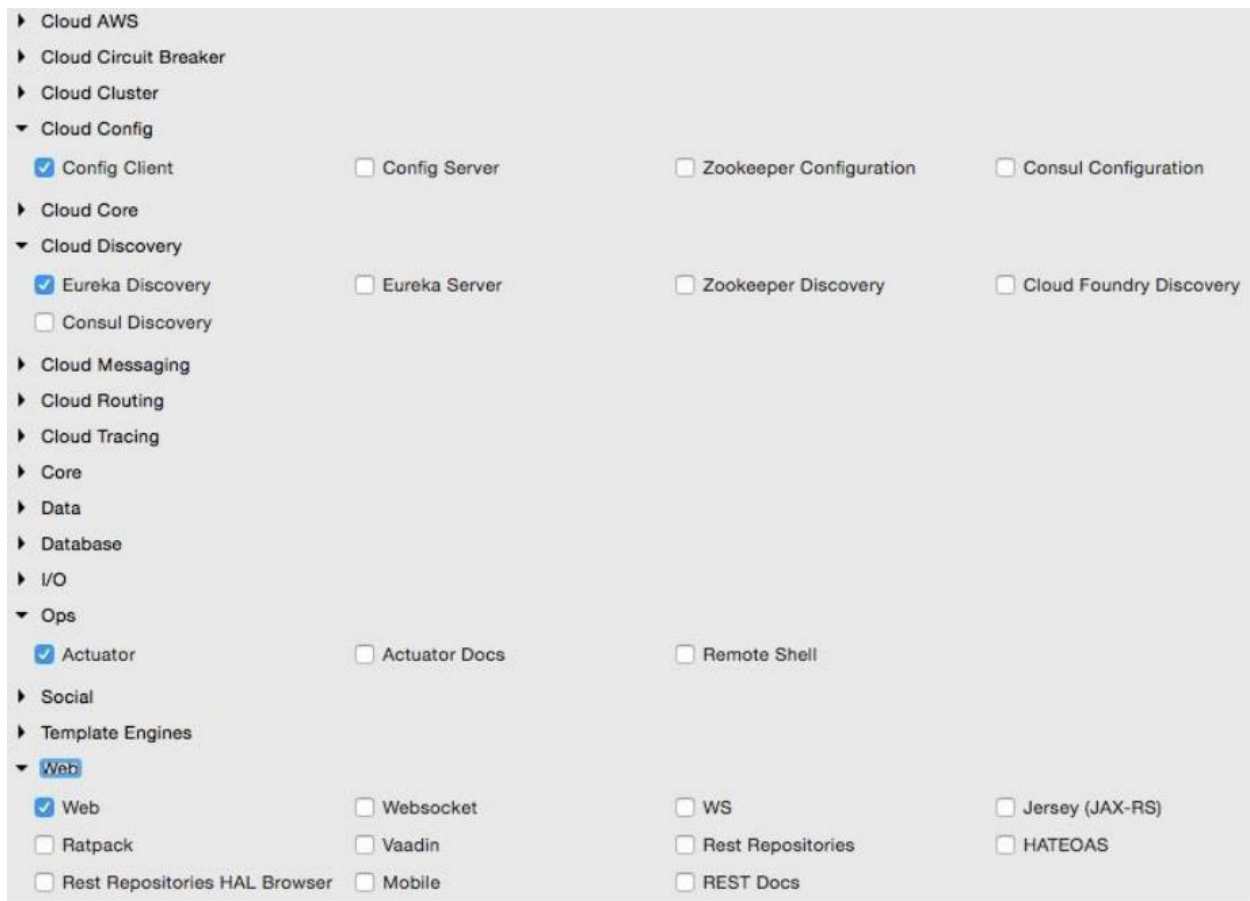 Cloud AWS
Cloud Circuit Breaker
Cloud Cluster
Cloud Config
Config Client Config Server Zookeeper Configuration Consul Configuration
Cloud Core
Cloud Discovery
Eureka Discovery Eureka Server Zookeeper Discovery Cloud Foundry Discovery
Consul Discovery
Cloud Messaging
Cloud Routing
Cloud Tracing
Core
Data
Database
I/O
Ops
Actuator Actuator Docs Remote Shell
Social
Template Engines
Web
Web Websocket WS Jersey (JAX-RS)
Ratpack Vaadin Rest Repositories HATEOAS
Rest Repositories HAL Browser Mobile REST Docs